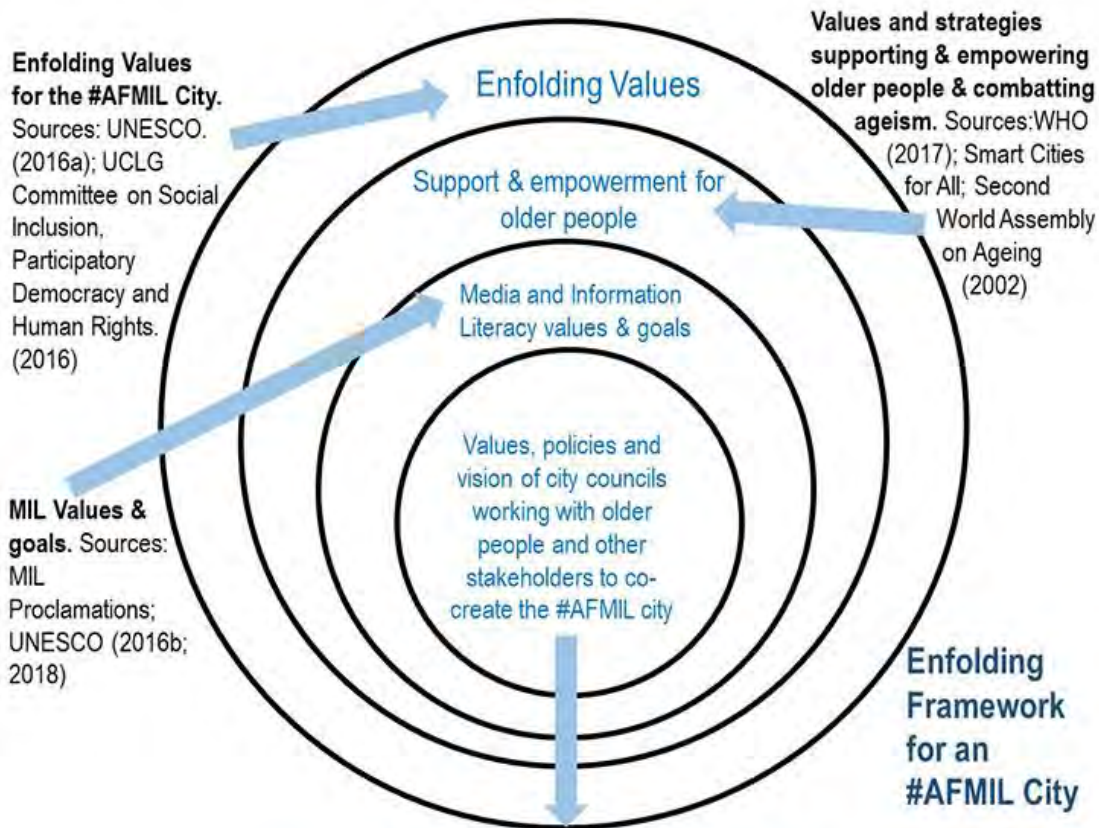 Enfolding Values
for the #AFMIL City.
Sources: UNESCO.
(2016a); UCLG
Committee on Social
Inclusion,
Participatory
Democracy and
Human Rights.
(2016)
MIL Values &
goals. Sources:
MIL
Proclamations;
UNESCO (2016b;
2018)
Enfolding Values
Support & empowerment for
older people
Media and Information
Literacy values & goals
Values, policies and
vision of city councils
working with older
people and other
stakeholders to co-
create the #AFMIL city
Values and strategies
supporting & empowering
older people & combatting
ageism. Sources:WHO
(2017); Smart Cities
for All; Second
World Assembly
on Ageing
(2002)
Enfolding
Framework
for an
#AFMIL City